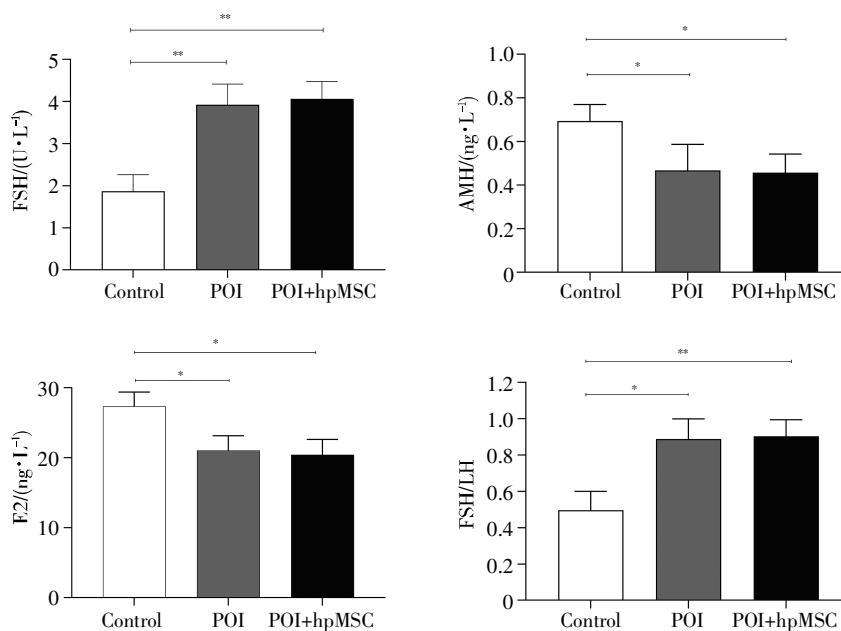 **
**
5
4
3
2
1
0
FSH/(U·L⁻¹)
Control
POI
POI+hpMSC
*
*
1.0
0.8
0.6
0.4
0.2
0
AMH/(ng·L⁻¹)
Control
POI
POI+hpMSC
*
*
30
20
10
0
E2/(ng·L⁻¹)
Control
POI
POI+hpMSC
**
*
1.2
1.0
0.8
0.6
0.4
0.2
0
FSH/LH
Control
POI
POI+hpMSC